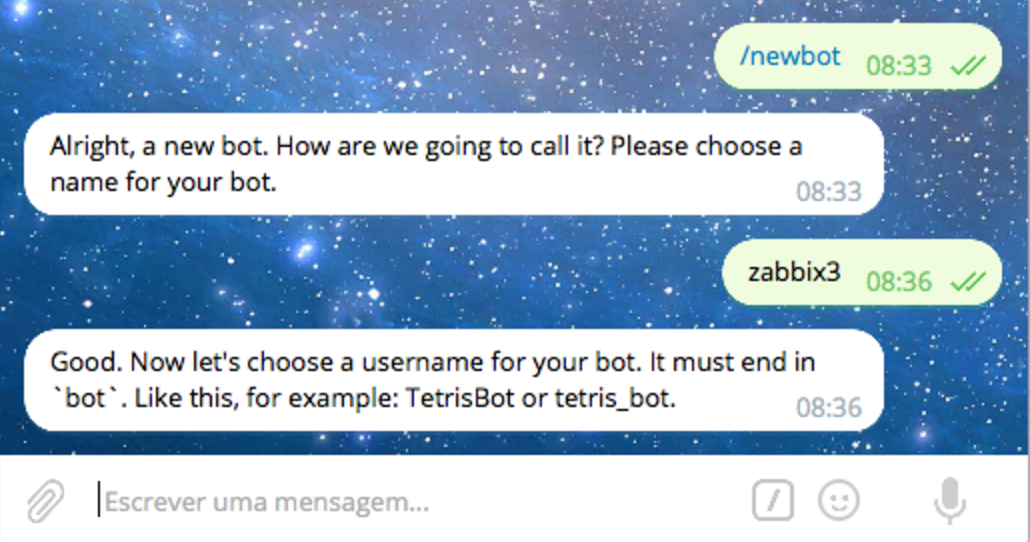 /newbot 08:33
Alright, a new bot. How are we going to call it? Please choose a
name for your bot.
08:33
zabbix3 08:36
Good. Now let's choose a username for your bot. It must end in
`bot`. Like this, for example: TetrisBot or tetris_bot.
08:36
Escrever uma mensagem...